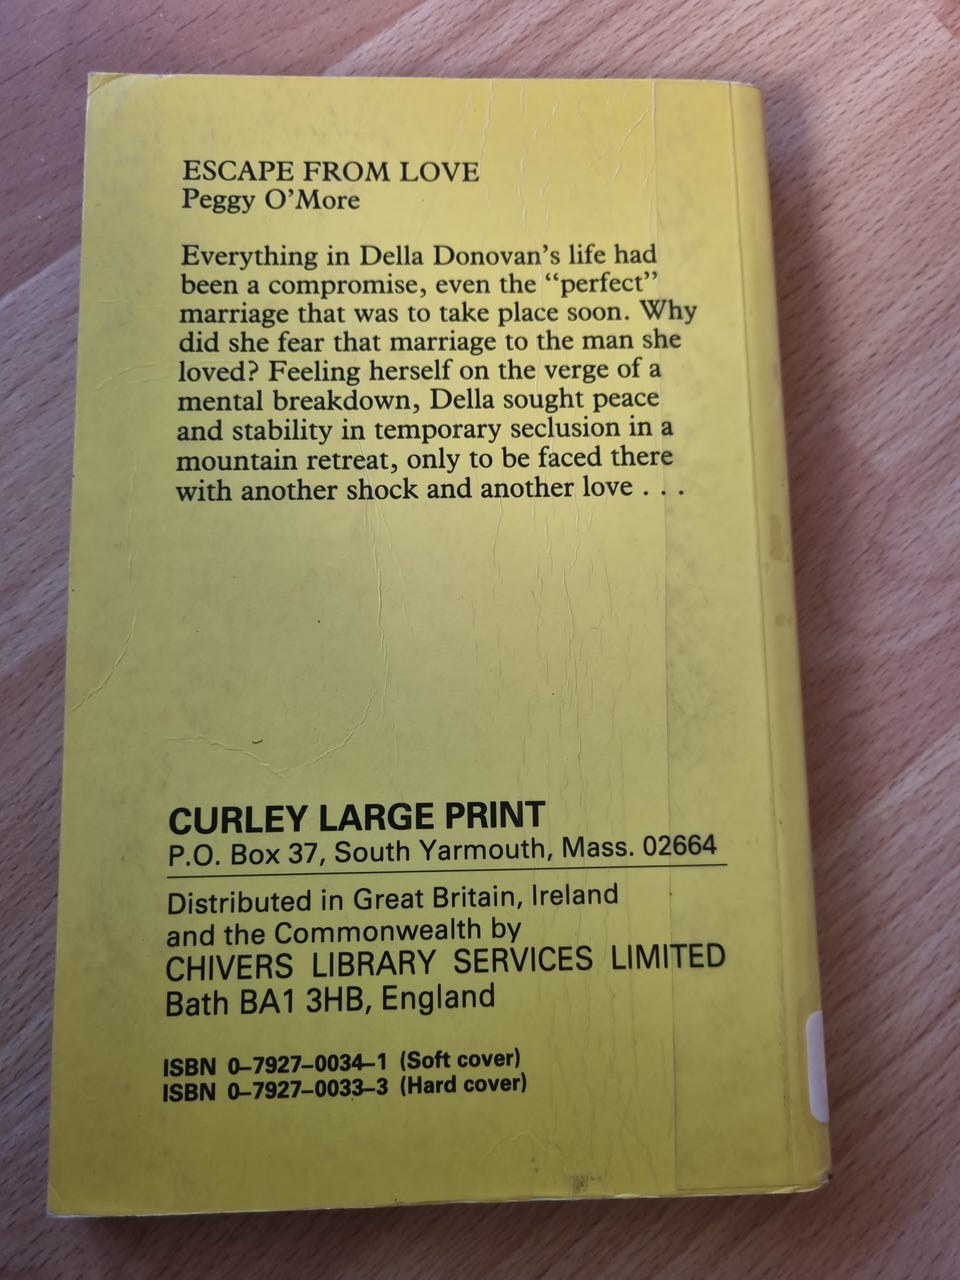 ESCAPE FROM LOVE
Peggy O’More
Everything in Della Donovan’s life had
been a compromise, even the “perfect”
marriage that was to take place soon. Why
did she fear that marriage to the man she
loved? Feeling herself on the verge of a
mental breakdown, Della sought peace
and stability in temporary seclusion in a
mountain retreat, only to be faced there
with another shock and another love . . .
CURLEY LARGE PRINT
P.O. Box 37, South Yarmouth, Mass. 02664
Distributed in Great Britain, Ireland
and the Commonwealth by
CHIVERS LIBRARY SERVICES LIMITED
Bath BA1 3HB, England
ISBN 0–7927–0034–1 (Soft cover)
ISBN 0–7927–0033–3 (Hard cover)